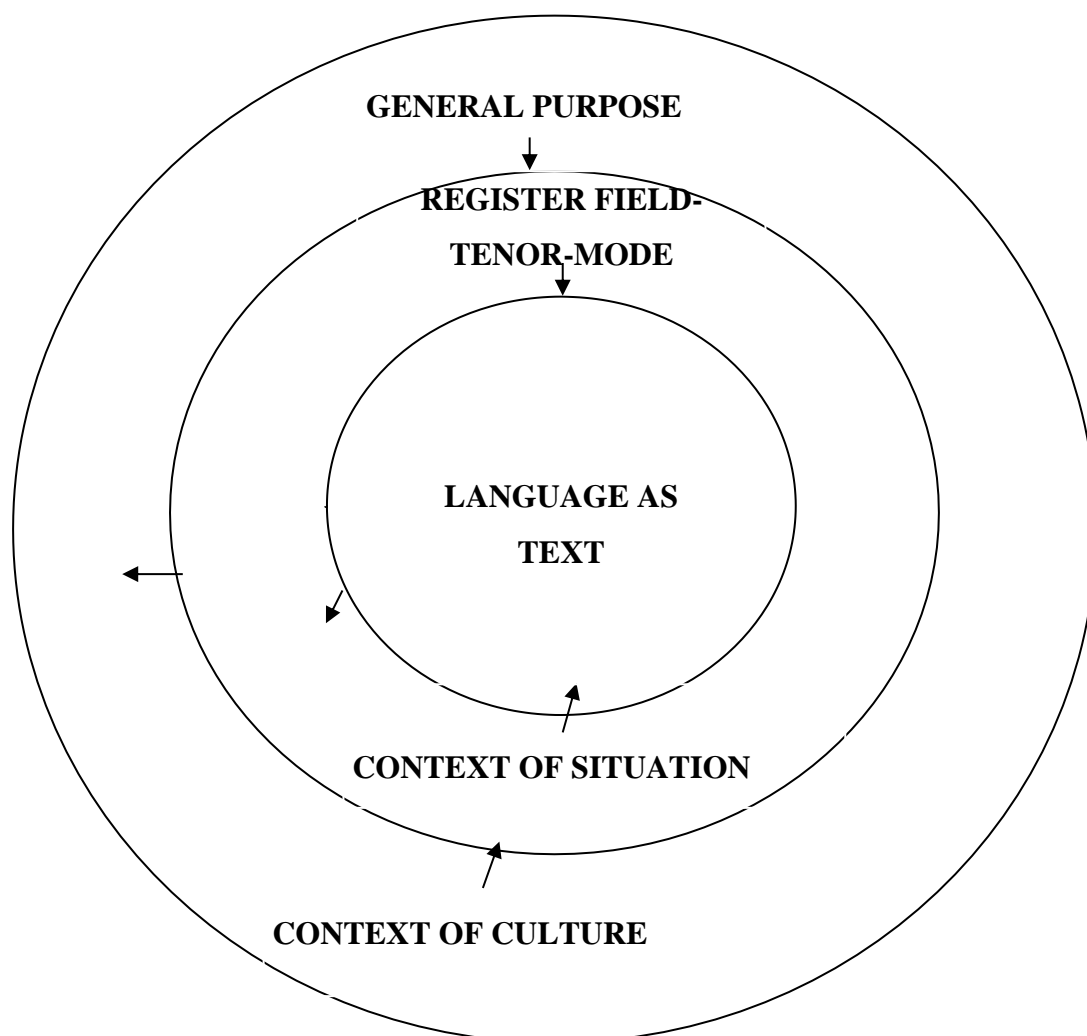 GENERAL PURPOSE
REGISTER FIELD-
TENOR-MODE
LANGUAGE AS
TEXT
CONTEXT OF SITUATION
CONTEXT OF CULTURE